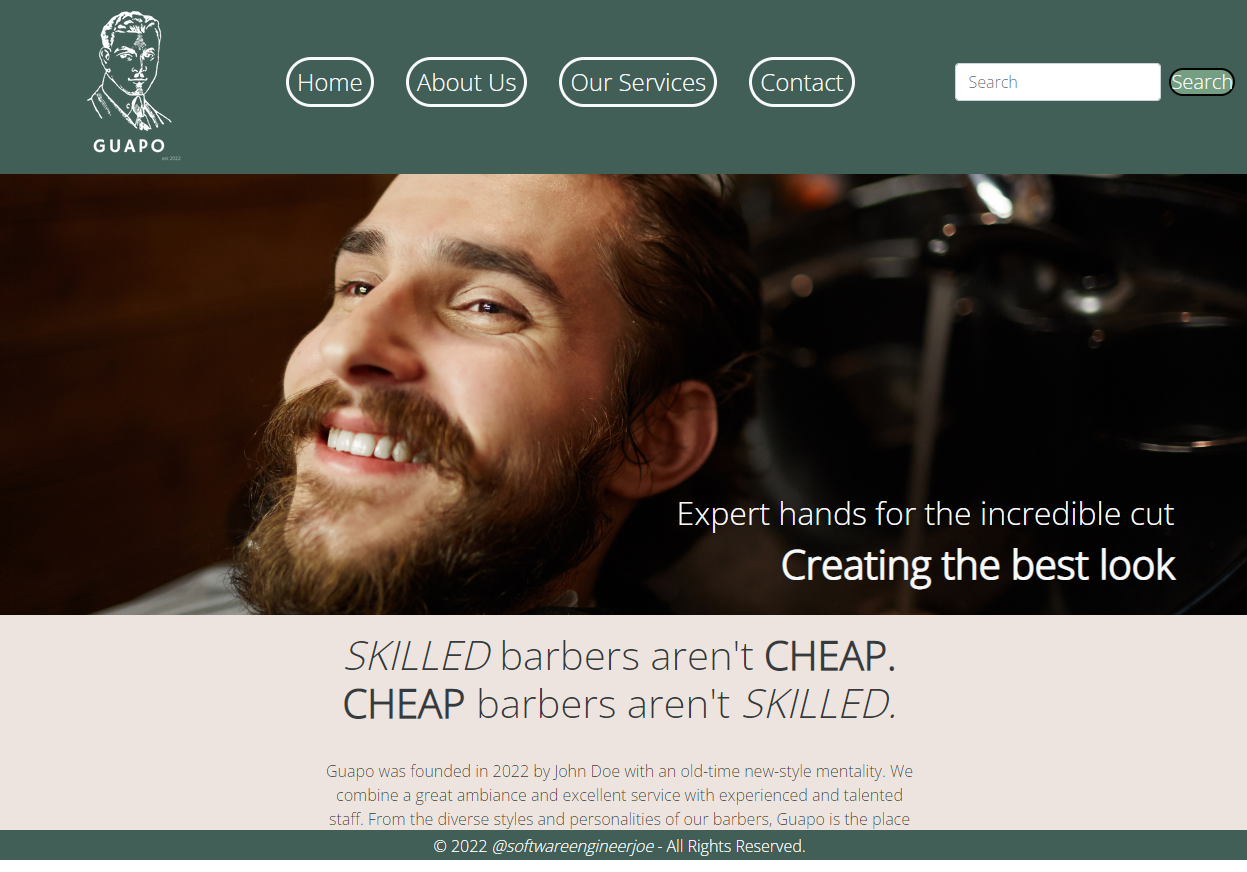 GUAPO
est 2022
Home
About Us
Our Services
Contact
Search
Search
Expert hands for the incredible cut
Creating the best look
SKILLED barbers aren't CHEAP.
CHEAP barbers aren't SKILLED.
Guapo was founded in 2022 by John Doe with an old-time new-style mentality. We
combine a great ambiance and excellent service with experienced and talented
staff. From the diverse styles and personalities of our barbers, Guapo is the place
© 2022 @softwareengineerjoe - All Rights Reserved.